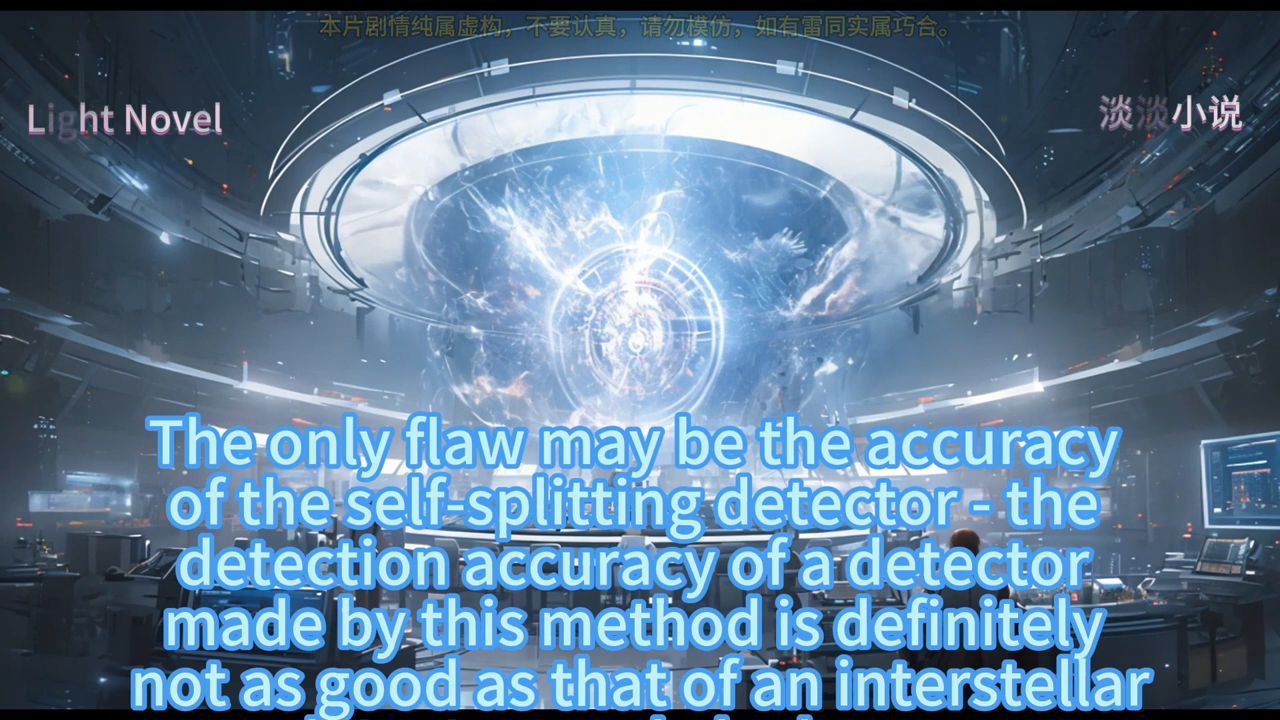 本片剧情纯属虚构，不要认真，请勿模仿，如有雷同实属巧合。
Light Novel
淡淡小说
The only flaw may be the accuracy
of the self-splitting detector - the
detection accuracy of a detector
made by this method is definitely
not as good as that of an interstellar